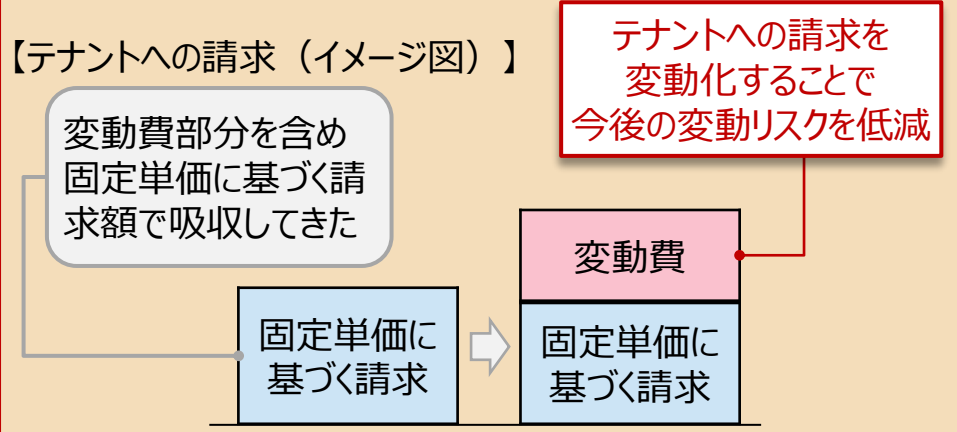 【テナントへの請求（イメージ図）】
テナントへの請求を
変動化することで
今後の変動リスクを低減
変動費部分を含め
固定単価に基づく請
求額で吸収してきた
固定単価に
基づく請求
変動費
固定単価に
基づく請求